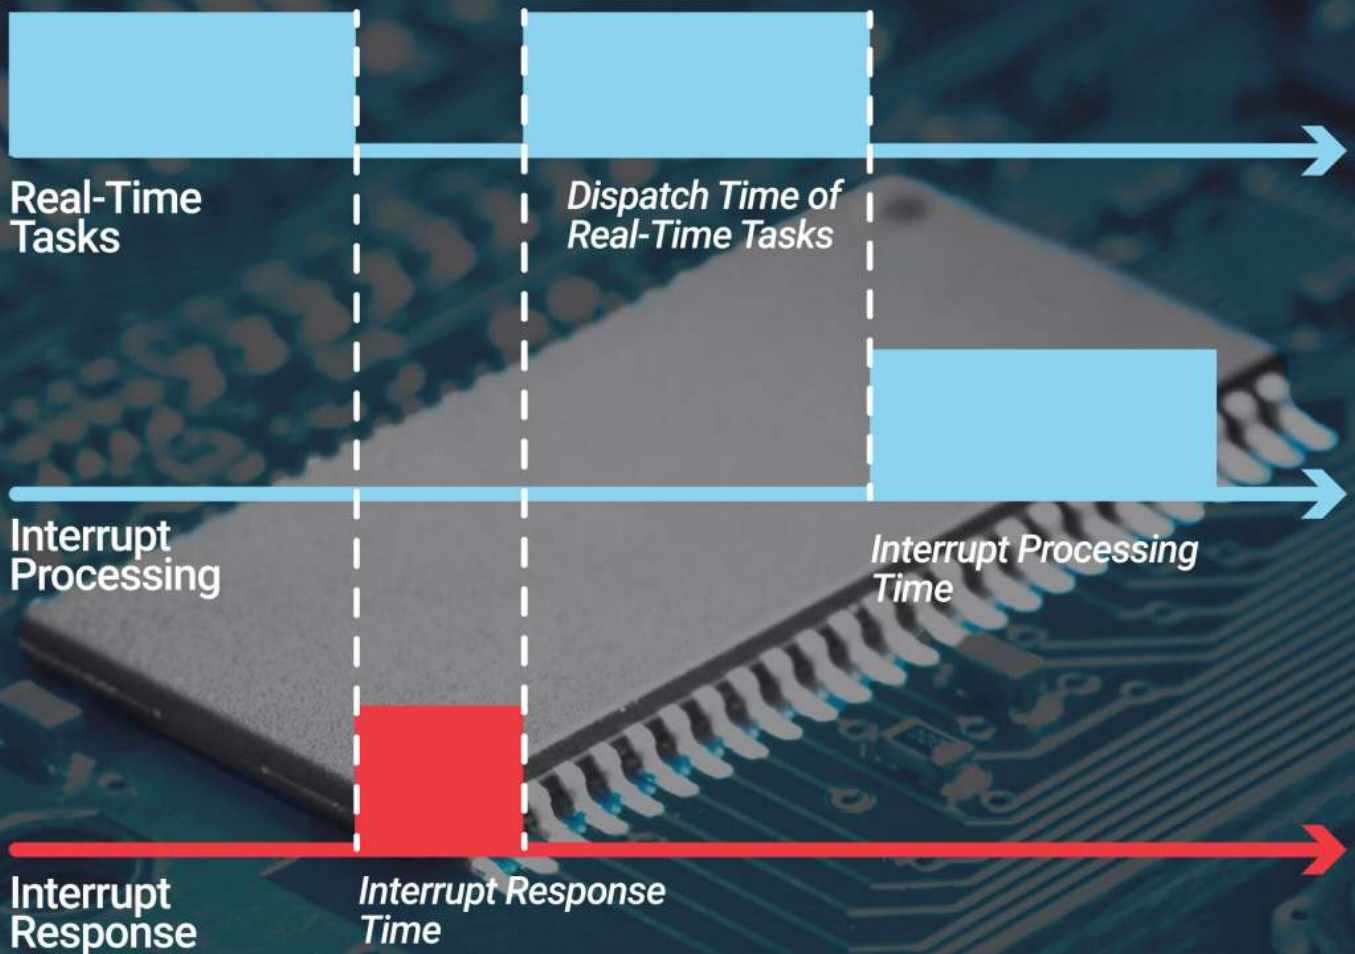 Real-Time
Tasks
Dispatch Time of
Real-Time Tasks
Interrupt
Processing
Interrupt Processing
Time
Interrupt
Response
Interrupt Response
Time